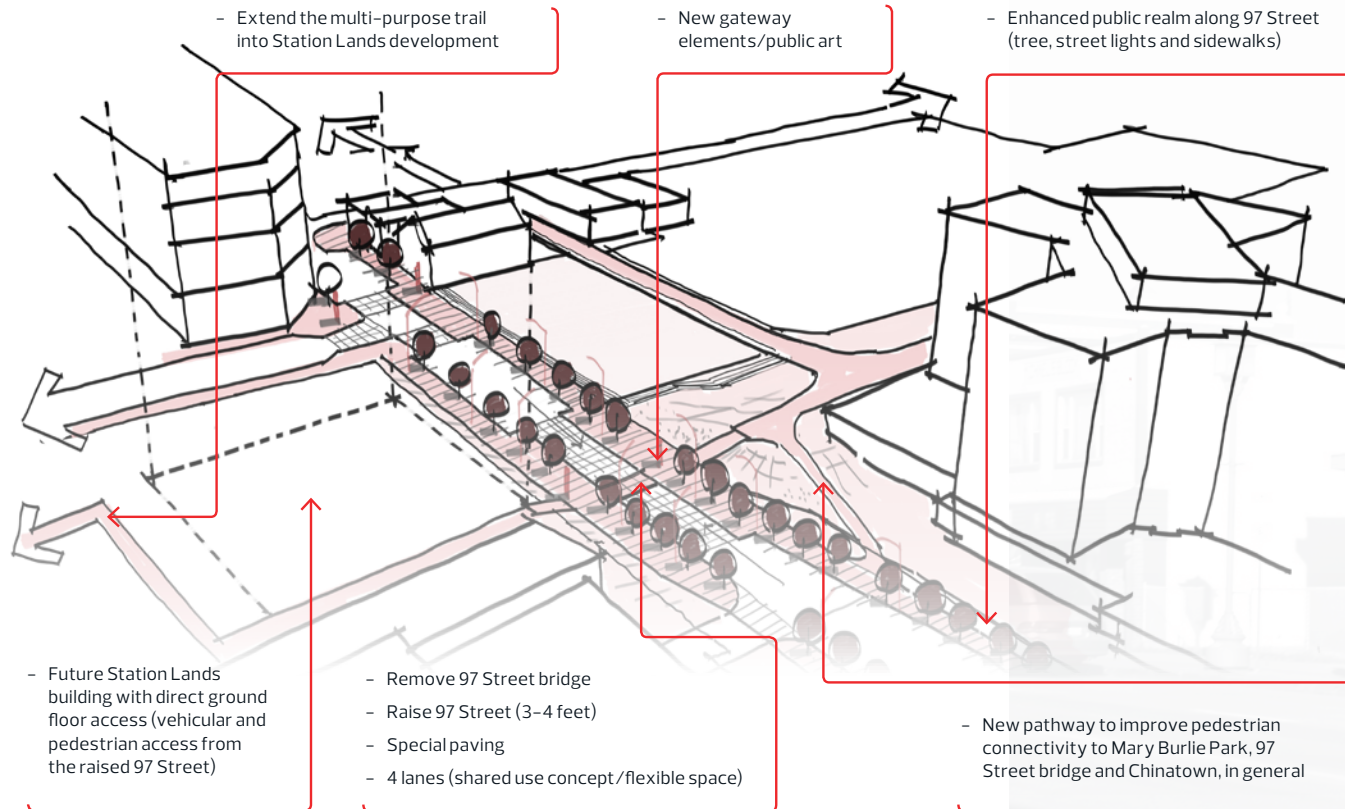 – Extend the multi-purpose trail
into Station Lands development
– New gateway
elements/public art
– Enhanced public realm along 97 Street
(tree, street lights and sidewalks)
– Future Station Lands
building with direct ground
floor access (vehicular and
pedestrian access from
the raised 97 Street)
– Remove 97 Street bridge
– Raise 97 Street (3-4 feet)
– Special paving
– 4 lanes (shared use concept/flexible space)
– New pathway to improve pedestrian
connectivity to Mary Burlie Park, 97
Street bridge and Chinatown, in general